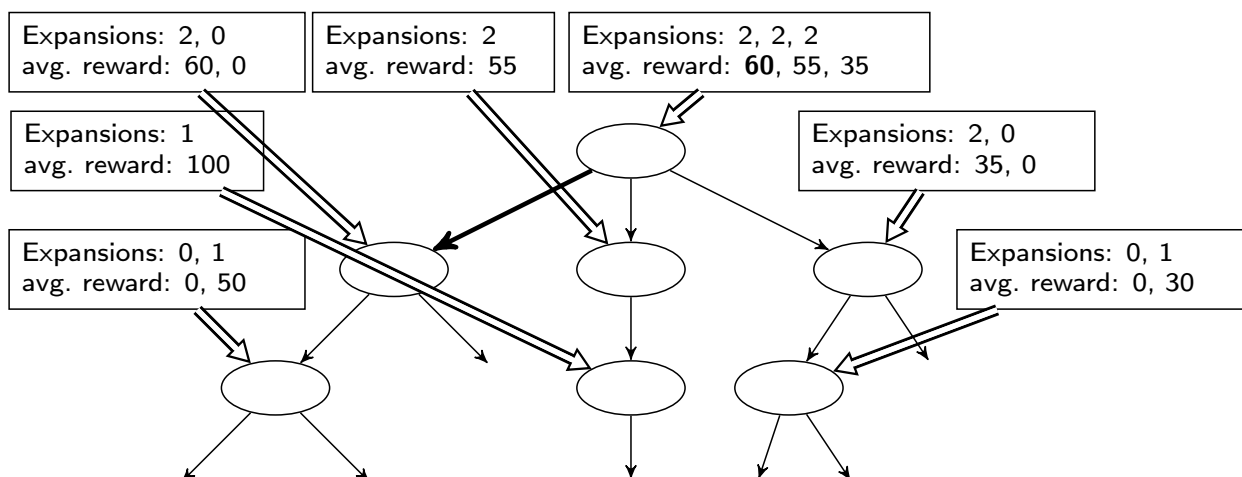 Expansions: 2, 0
avg. reward: 60, 0
Expansions: 2
avg. reward: 55
Expansions: 2, 2, 2
avg. reward: 60, 55, 35
Expansions: 1
avg. reward: 100
Expansions: 2, 0
avg. reward: 35, 0
Expansions: 0, 1
avg. reward: 0, 50
Expansions: 0, 1
avg. reward: 0, 30